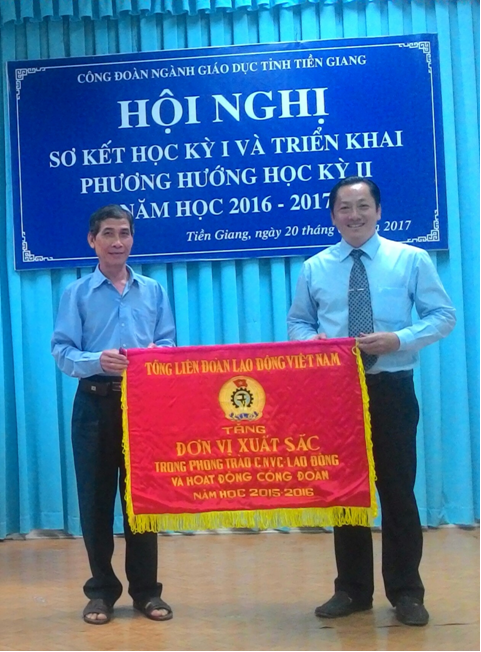 CÔNG ĐOÀN NGÀNH GIÁO DỤC TỈNH TIỀN GIANG
HỘI NGHỊ
SƠ KẾT HỌC KỲ I VÀ TRIỂN KHAI
PHƯƠNG HƯỚNG HỌC KỲ II
NĂM HỌC 2016 - 2017
Tiền Giang, ngày 20 tháng 2017
TỔNG LIÊN ĐOÀN LAO ĐỘNG VIỆT NAM
TẶNG
ĐƠN VỊ XUẤT SẮC
TRONG PHONG TRÀO C.NVC-LAO ĐỘNG
VÀ HOẠT ĐỘNG CÔNG ĐOÀN
NĂM HỌC 2015-2016